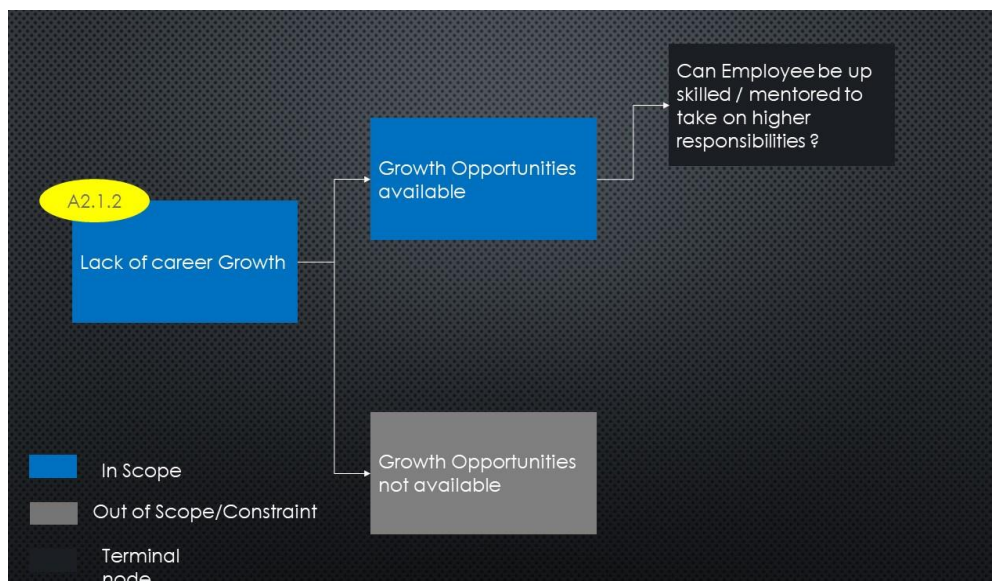 Can Employee be up
skilled / mentored to
take on higher
responsibilities ?
Growth Opportunities
available
A2.1.2
Lack of career Growth
Growth Opportunities
not available
In Scope
Out of Scope/Constraint
Terminal
node